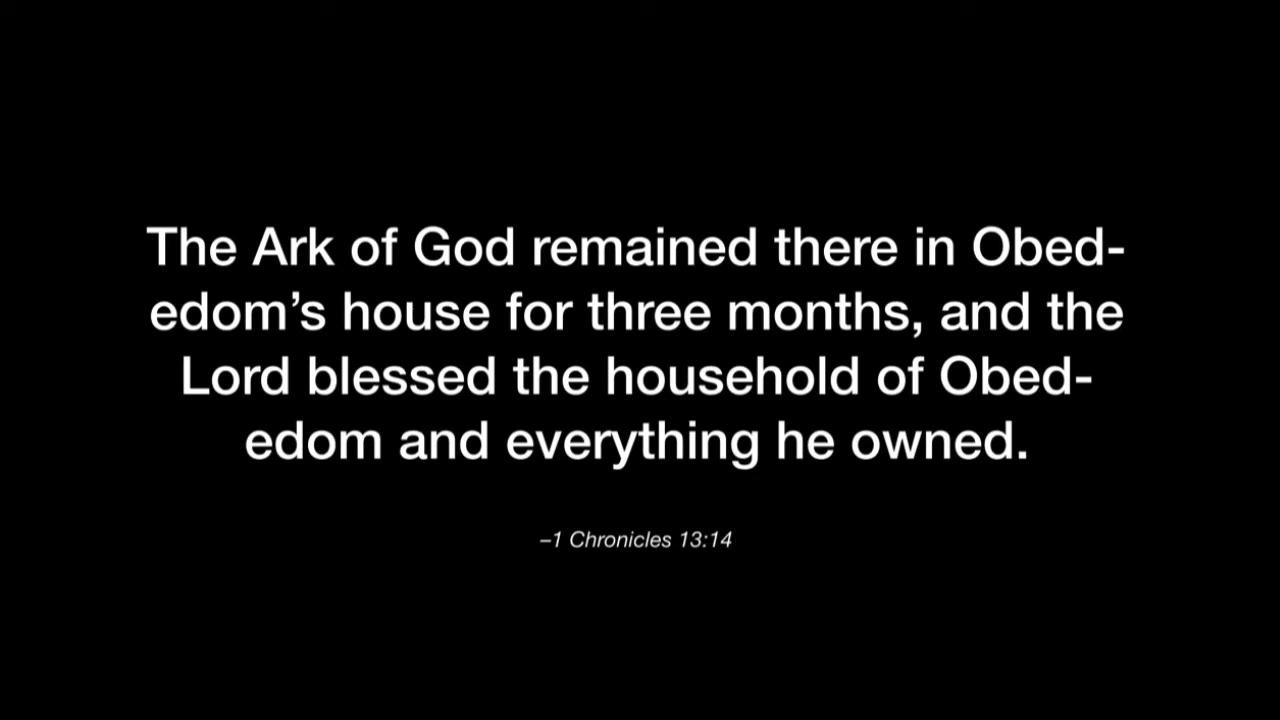 The Ark of God remained there in Obed-
edom’s house for three months, and the
Lord blessed the household of Obed-
edom and everything he owned.
–1 Chronicles 13:14